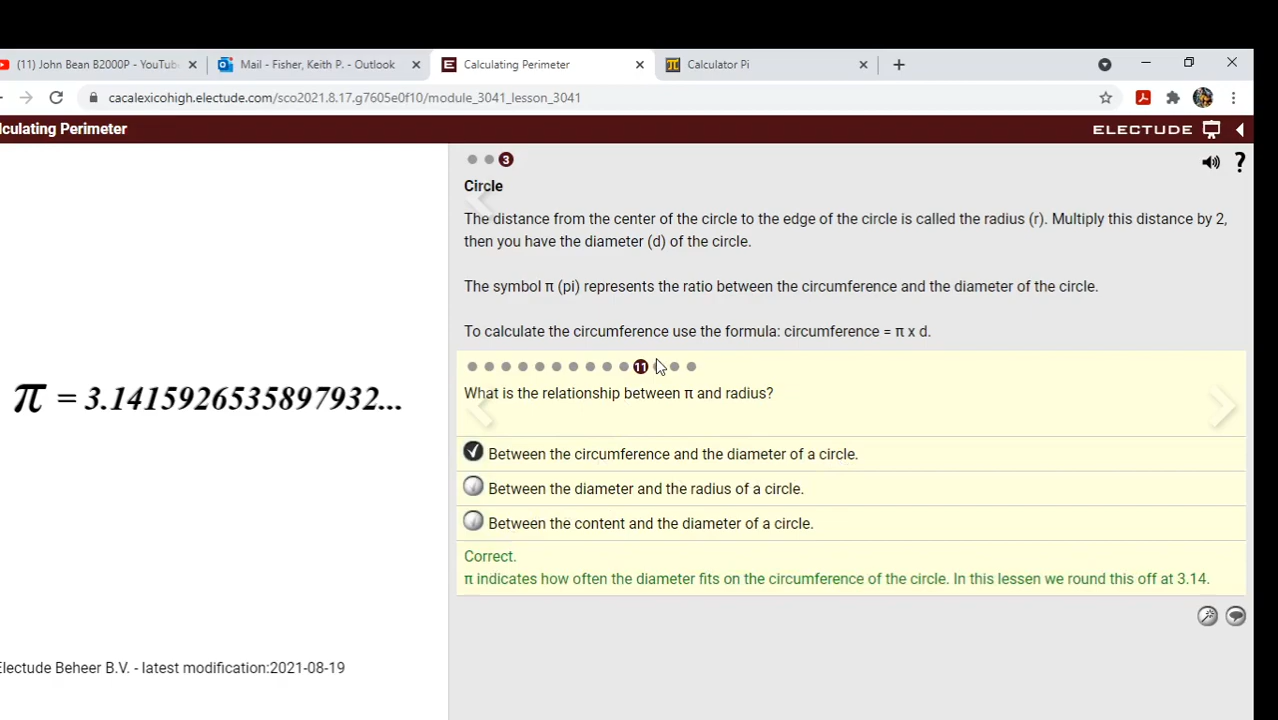 (11) John Bean B2000P - YouTub
Mail - Fisher, Keith P. - Outlook
Calculating Perimeter
Calculator Pi
cacalexicohigh.electude.com/sco2021.8.17.g7605e0f10/module_3041_lesson_3041
lculating Perimeter
ELECTUDE
3
?
Circle
The distance from the center of the circle to the edge of the circle is called the radius (r). Multiply this distance by 2,
then you have the diameter (d) of the circle.
The symbol π (pi) represents the ratio between the circumference and the diameter of the circle.
To calculate the circumference use the formula: circumference = π x d.
π = 3.1415926535897932...
11
What is the relationship between π and radius?
Between the circumference and the diameter of a circle.
Between the diameter and the radius of a circle.
Between the content and the diameter of a circle.
Correct.
π indicates how often the diameter fits on the circumference of the circle. In this lessen we round this off at 3.14.
Electude Beheer B.V. - latest modification:2021-08-19